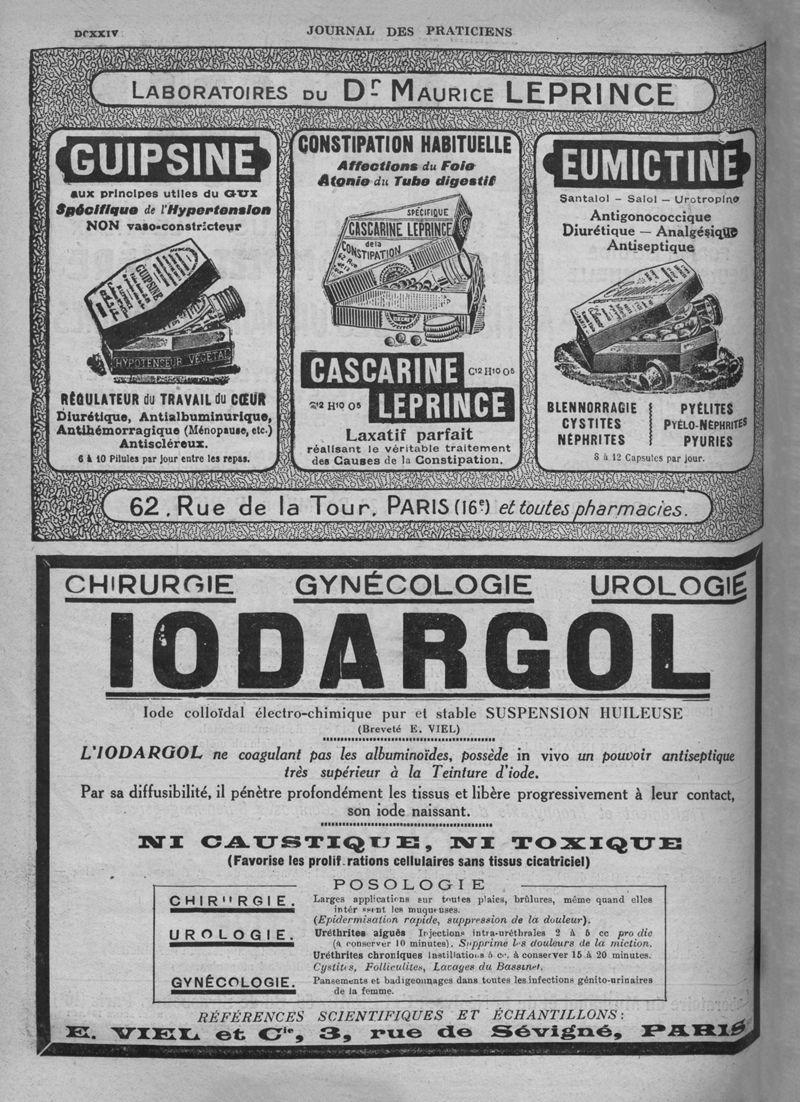 DCXXIV
JOURNAL DES PRATICIENS
LABORATOIRES DU Dr MAURICE LEPRINCE
GUIPSINE
aux principes utiles du GUI
Spécifique de l'Hypertension
NON vaso-constricteur
GUIPSINE
HYPOTENSEUR VÉGÉTAL
RÉGULATEUR du TRAVAIL du CŒUR
Diurétique, Antialbuminurique,
Antihémorragique (Ménopause, etc.)
Antiscléreux.
6 à 10 Pilules par jour entre les repas.
CONSTIPATION HABITUELLE
Affections du Foie
Atonie du Tube digestif
SPÉCIFIQUE
CASCARINE LEPRINCE
de la
CONSTIPATION
62 Rue
de la
CASCARINE
C12 H10 O5
C12 H10 O5
LEPRINCE
Laxatif parfait
réalisant le véritable traitement
des Causes de la Constipation.
EUMICTINE
Santalol - Salol - Urotropine
Antigonococcique
Diurétique — Analgésique
Antiseptique
BLENNORRAGIE
CYSTITES
NÉPHRITES
PYÉLITES
PYÉLO-NÉPHRITES
PYURIES
8 à 12 Capsules par jour.
62, Rue de la Tour, PARIS (16e) et toutes pharmacies.
CHIRURGIE GYNÉCOLOGIE UROLOGIE
IODARGOL
Iode colloïdal électro-chimique pur et stable SUSPENSION HUILEUSE
(Breveté E. VIEL)
L'IODARGOL ne coagulant pas les albuminoïdes, possède in vivo un pouvoir antiseptique
très supérieur à la Teinture d'iode.
Par sa diffusibilité, il pénètre profondément les tissus et libère progressivement à leur contact,
son iode naissant.
NI CAUSTIQUE, NI TOXIQUE
(Favorise les prolif.rations cellulaires sans tissus cicatriciel)
POSOLOGIE
CHIRURGIE.
Larges applications sur toutes plaies, brûlures, même quand elles
intér ssent les muqueuses.
(Epidermisation rapide, suppression de la douleur).
UROLOGIE.
Uréthrites aiguës Injections intra-uréthrales 2 à 5 cc pro die
(à conserver 10 minutes). Supprime les douleurs de la miction.
Uréthrites chroniques Instillations 5 cc. à conserver 15 à 20 minutes.
Cystites, Folliculites, Lavages du Bassinet.
GYNÉCOLOGIE.
Pansements et badigeonnages dans toutes les infections génito-urinaires
de la femme.
RÉFÉRENCES SCIENTIFIQUES ET ÉCHANTILLONS :
E. VIEL et Cie, 3, rue de Sévigné, PARIS